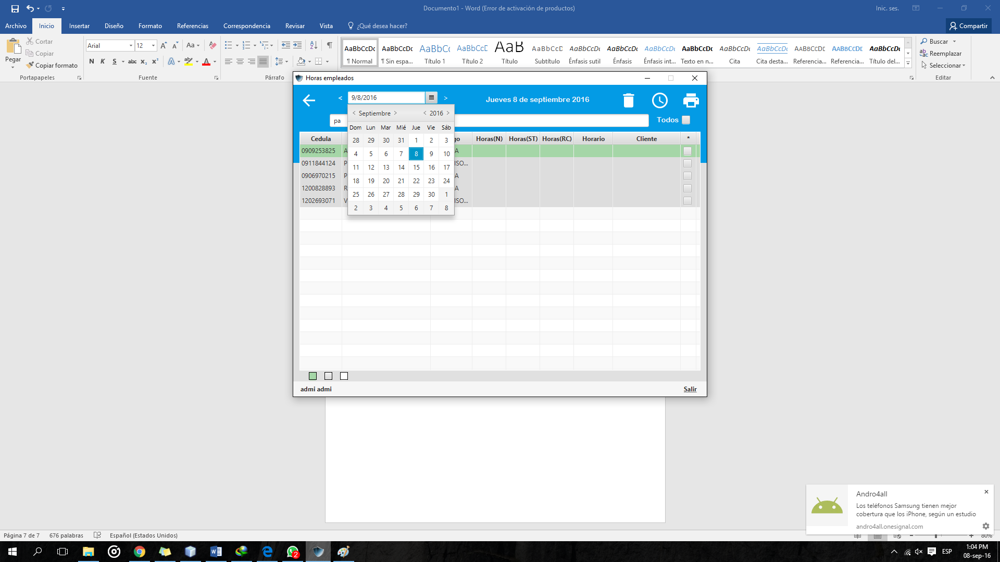 Documento1 - Word (Error de activación de productos)
Inic. ses.
Archivo Inicio Insertar Diseño Formato Referencias Correspondencia Revisar Vista ¿Qué desea hacer? Compartir
Pegar
Cortar
Copiar
Copiar formato
Portapapeles
Arial 12 Aa
N K S abc x₂ x²
Fuente
Párrafo
AaBbCcDc AaBbCcDc AaBbCc AaBbCcD AaB AaBbCcD AaBbCcDc AaBbCcDc AaBbCcDc AaBbCcDc AaBbCcDc AaBbCcDc AABBCCDE AABBCCDE AaBbCcDc
¶ Normal ¶ Sin espa... Título 1 Título 2 Título Subtítulo Énfasis sutil Énfasis Énfasis int... Texto en n... Cita Cita desta... Referencia... Referencia... Título del...
Buscar
Reemplazar
Seleccionar
Editar
Horas empleados
< 9/8/2016 >
Jueves 8 de septiembre 2016
pa
Todos
< Septiembre > < 2016 >
Dom Lun Mar Mié Jue Vie Sáb
28 29 30 31 1 2 3
4 5 6 7 8 9 10
11 12 13 14 15 16 17
18 19 20 21 22 23 24
25 26 27 28 29 30 1
2 3 4 5 6 7 8
Cedula go Horas(N) Horas(ST) Horas(RC) Horario Cliente *
0909253825 A A
0911844124 P ISO...
0906970215 P A
1200828893 R A
1202693071 V ISO...
admi admi
Salir
Andro4all
Los teléfonos Samsung tienen mejor
cobertura que los iPhone, según un estudio
andro4all.onesignal.com
Página 7 de 7 676 palabras Español (Estados Unidos) 80%
2
ESP
1:04 PM
08-sep-16